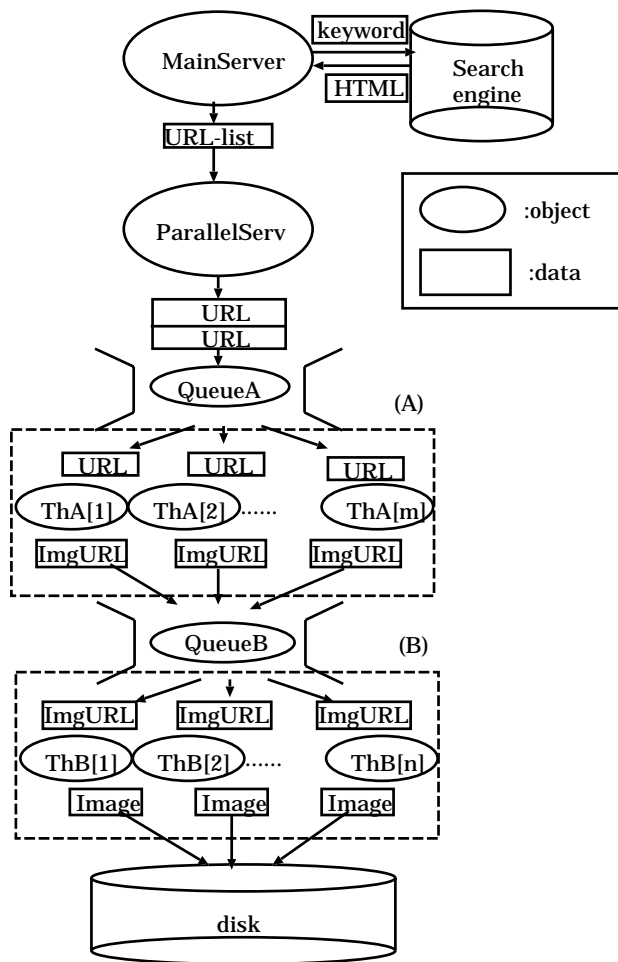 keyword
MainServer
Search
engine
HTML
URL-list
:object
ParallelServ
:data
URL
URL
QueueA
(A)
URL
URL
URL
ThA[1]
ThA[2]
......
ThA[m]
ImgURL
ImgURL
ImgURL
QueueB
(B)
ImgURL
ImgURL
ImgURL
ThB[1]
ThB[2]
......
ThB[n]
Image
Image
Image
disk